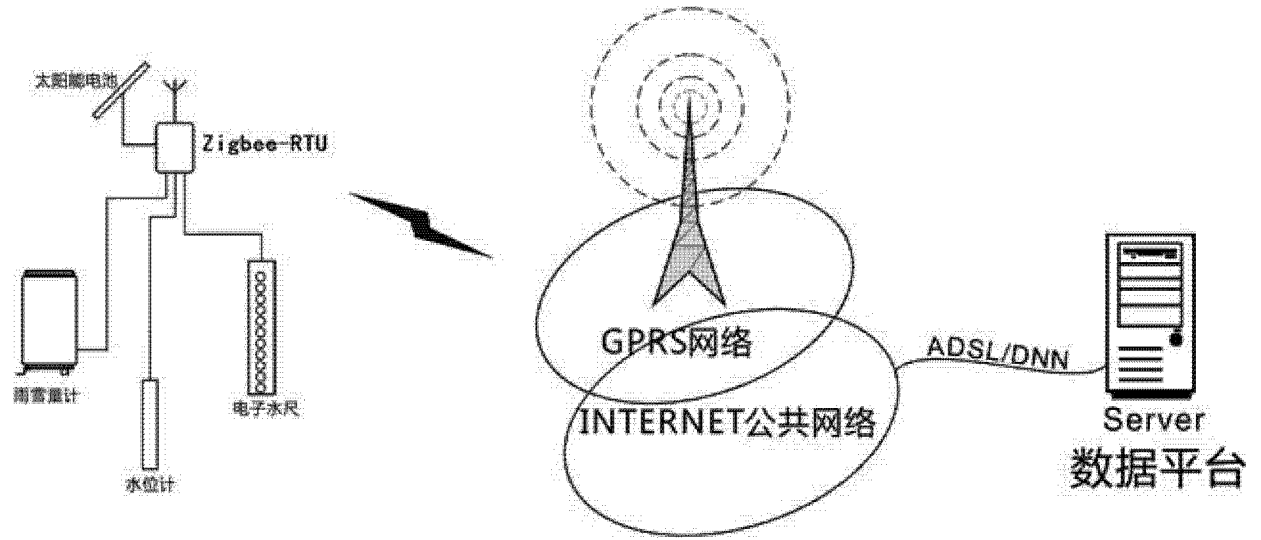 太阳能电池
Zigbee-RTU
雨雪量计
水位计
电子水尺
GPRS网络
INTERNET公共网络
ADSL/DNN
Server
数据平台